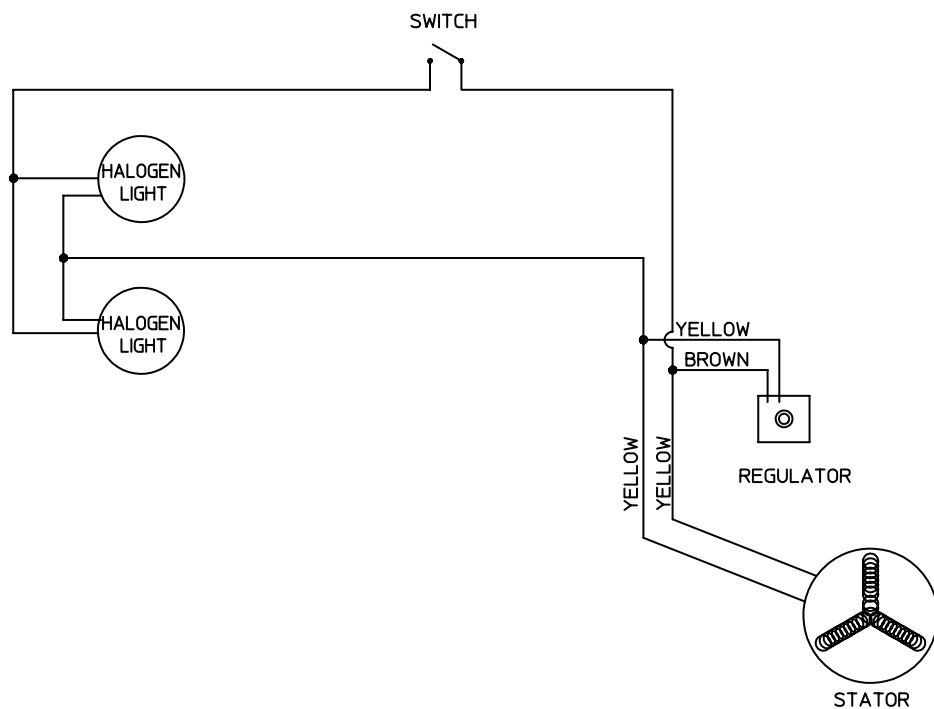 SWITCH
HALOGEN
LIGHT
HALOGEN
LIGHT
YELLOW
BROWN
YELLOW
YELLOW
REGULATOR
STATOR